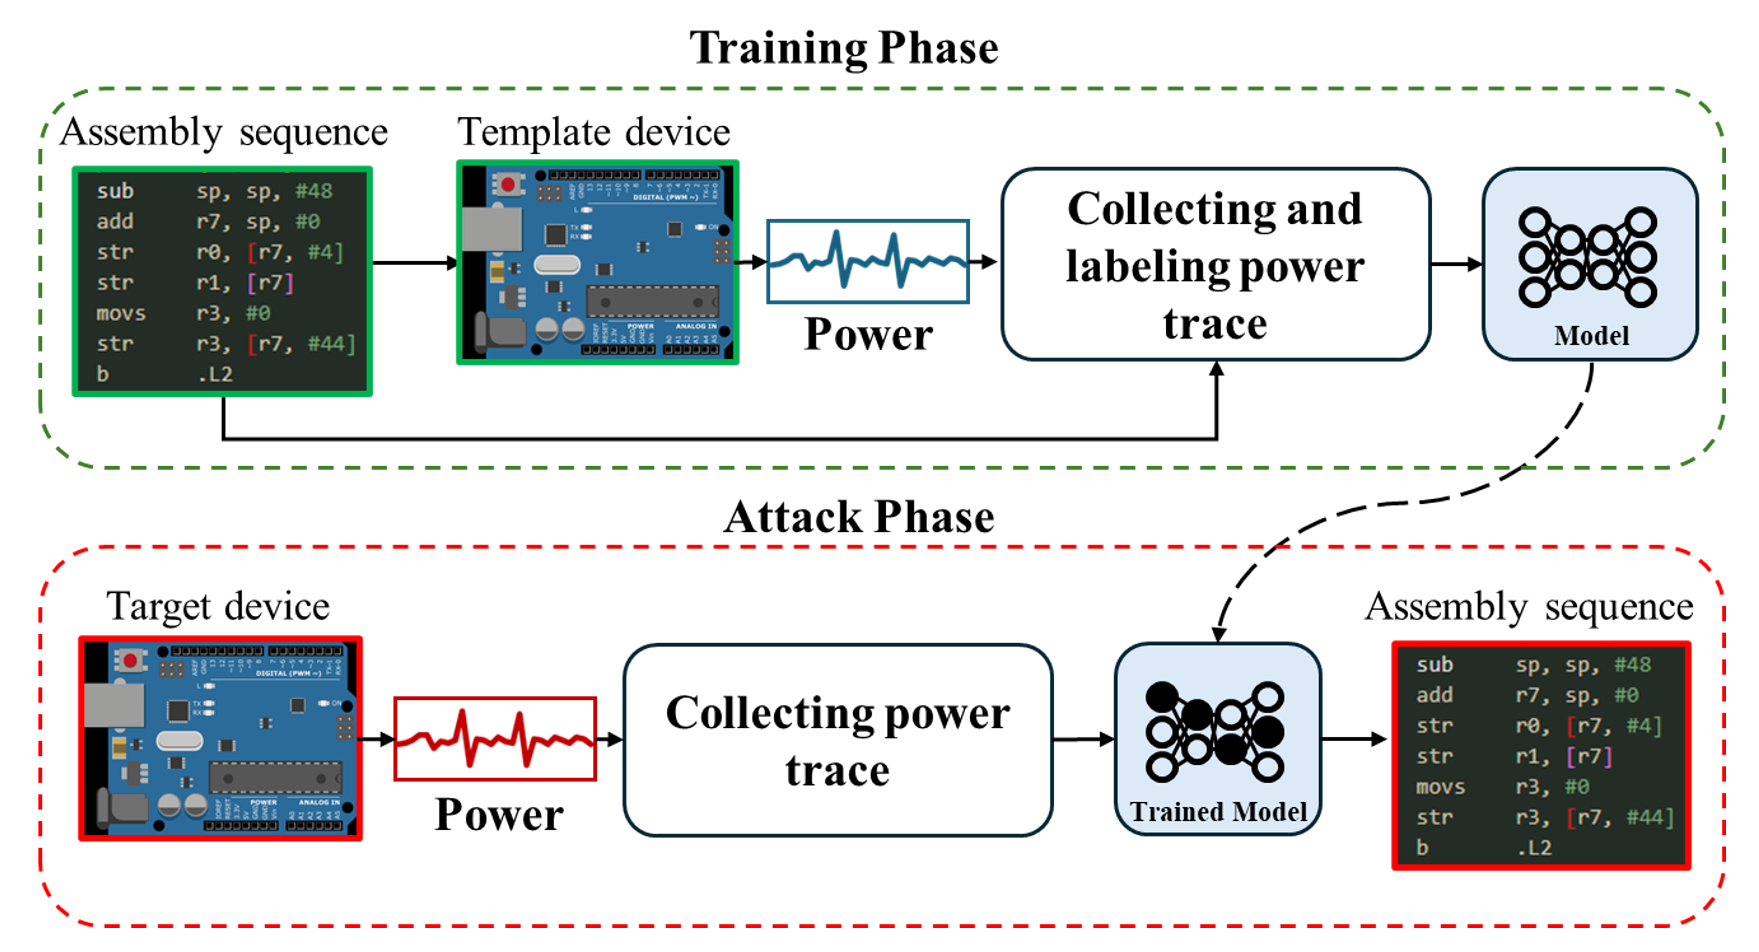 Training Phase
Assembly sequence
Template device
sub sp, sp, #48
add r7, sp, #0
str r0, [r7, #4]
str r1, [r7]
movs r3, #0
str r3, [r7, #44]
b .L2
DIGITAL (PWM ~)
POWER
ANALOG IN
Power
Collecting and
labeling power
trace
Model
Attack Phase
Target device
DIGITAL (PWM ~)
POWER
ANALOG IN
Power
Collecting power
trace
Trained Model
Assembly sequence
sub sp, sp, #48
add r7, sp, #0
str r0, [r7, #4]
str r1, [r7]
movs r3, #0
str r3, [r7, #44]
b .L2